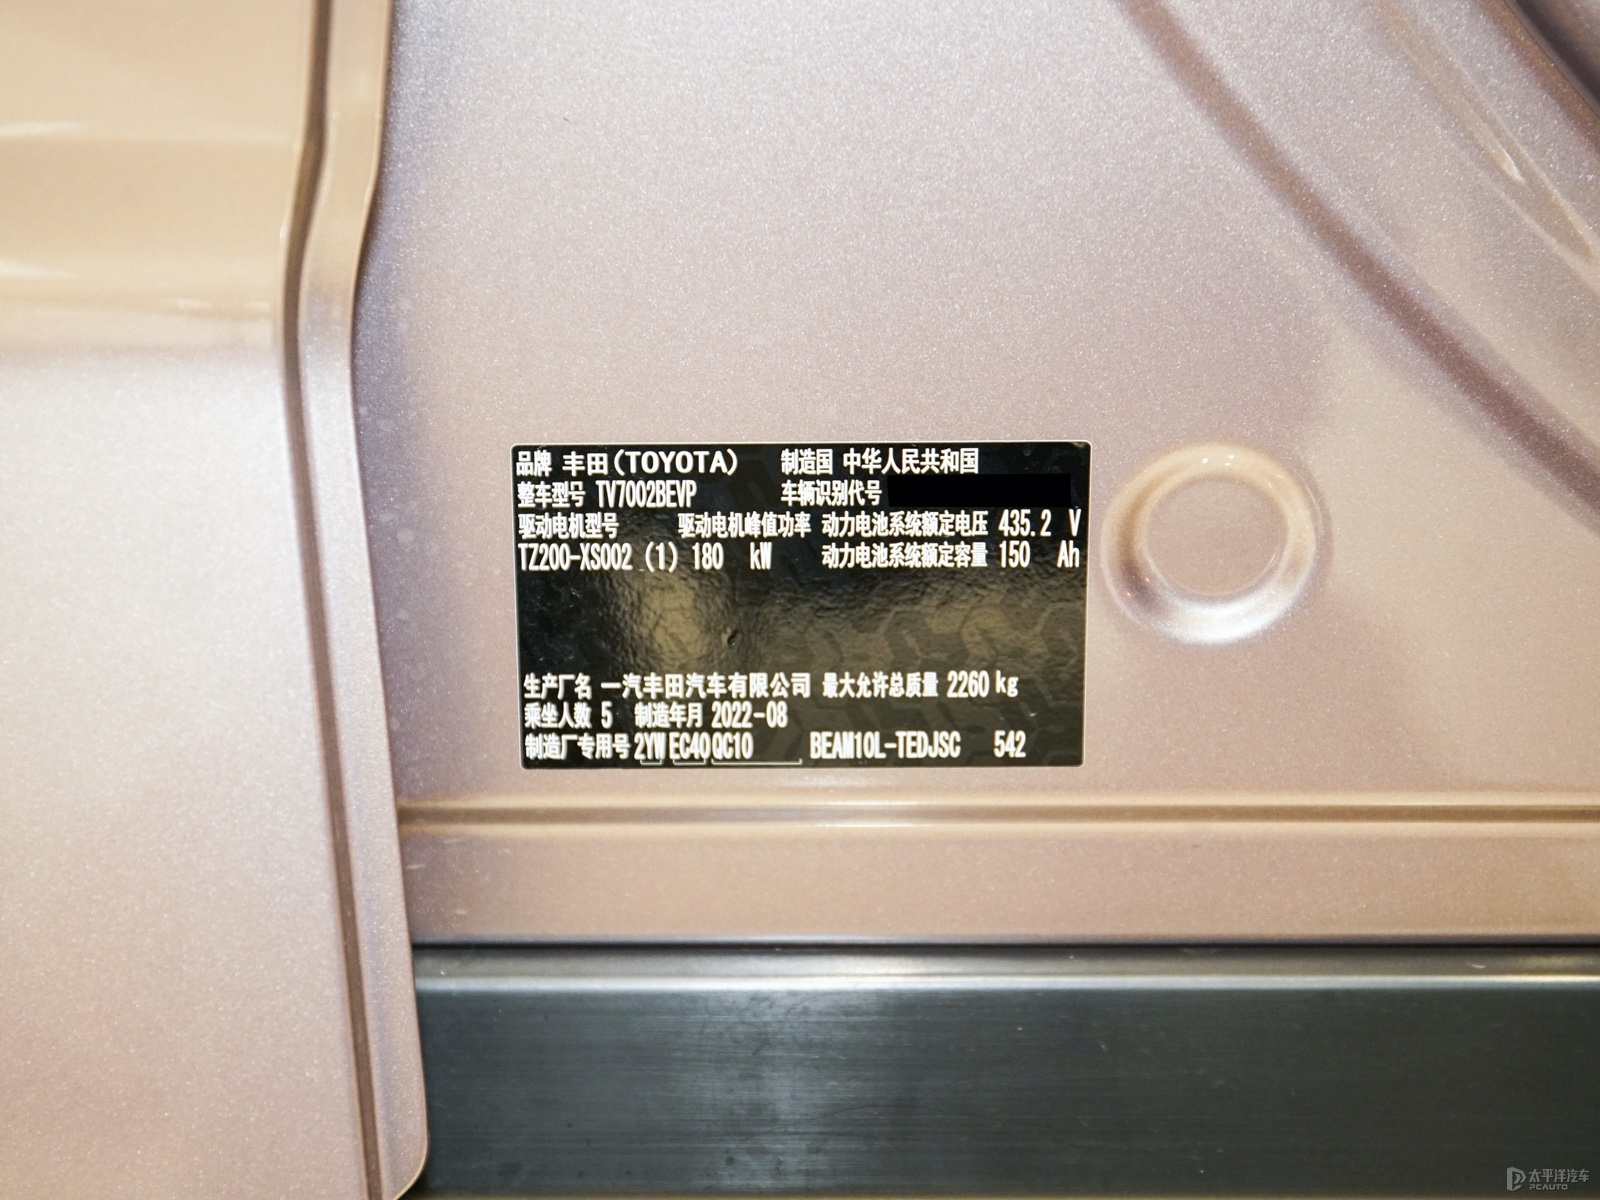 品牌 丰田(TOYOTA) 制造国 中华人民共和国
整车型号 TV7002BEVP 车辆识别代号
驱动电机型号 驱动电机峰值功率 动力电池系统额定电压 435.2 V
TZ200-XS002 (1) 180 kW 动力电池系统额定容量 150 Ah
生产厂名 一汽丰田汽车有限公司 最大允许总质量 2260 kg
乘坐人数 5 制造年月 2022-08
制造厂专用号 2YW EC40 QC10 BEAM10L-TEDJSC 542
太平洋汽车
PCAUTO